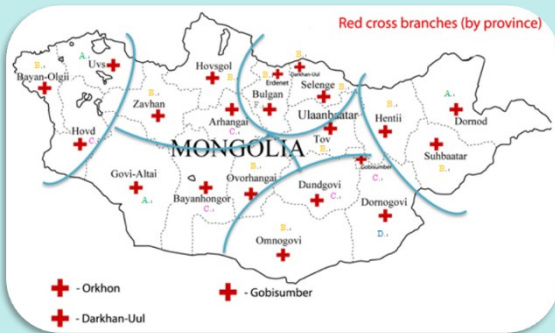 Red cross branches (by province)
Hovsgol
B.
Darkhan-Uul
Uvs
A.
B.
Bayan-Olgii
Erdenet
B.
Selenge
B.
Zavhan
B.
Bulgan
F.
Hentii
B.
A.
Dornod
Arhangai
C.
Ulaanbaatar
Tov
B.
Hovd
C.
MONGOLIA
Suhbaatar
B.
Gobisumber
C.
Govi-Altai
A.
Bayanhongor
C.
Ovorhangai
B.
Dundgovi
C.
Dornogovi
D.
B.
Omnogovi
- Orkhon
- Gobisumber
- Darkhan-Uul